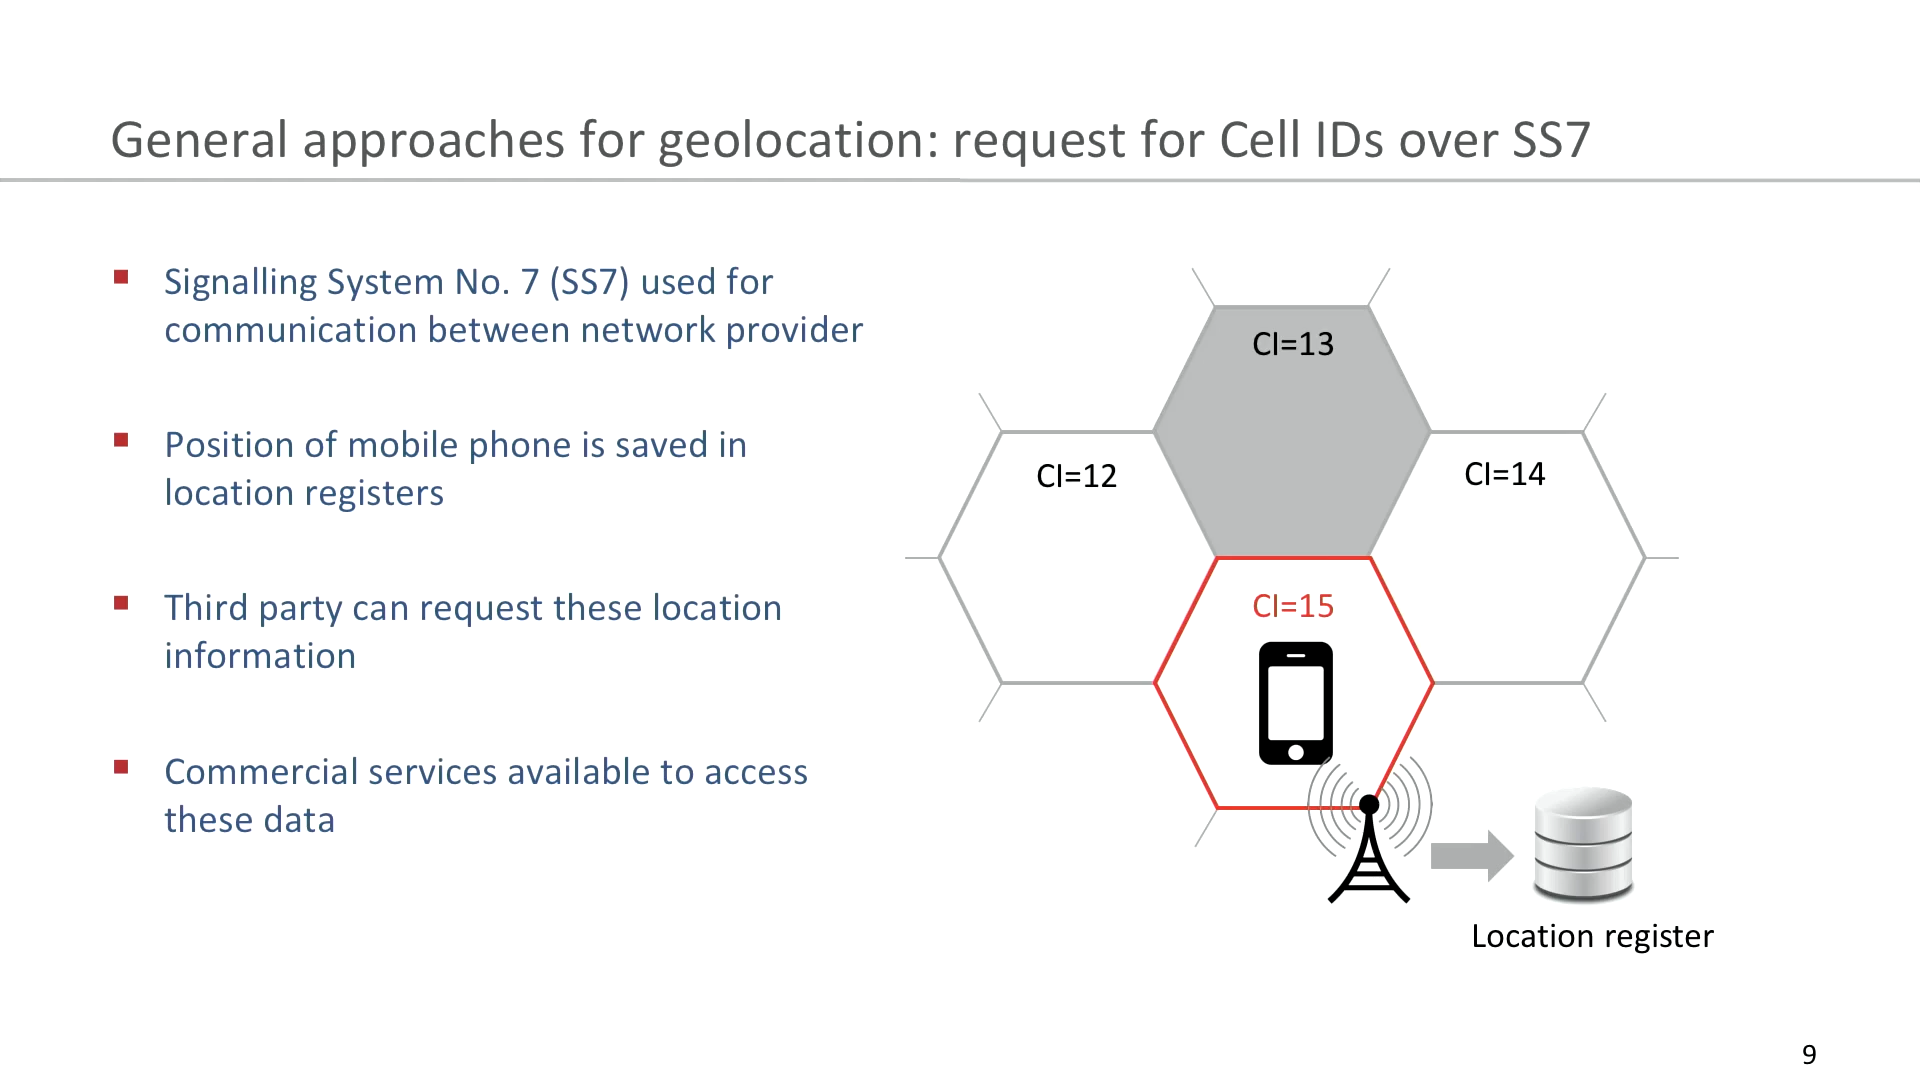 General approaches for geolocation: request for Cell IDs over SS7
Signalling System No. 7 (SS7) used for
communication between network provider
Position of mobile phone is saved in
location registers
Third party can request these location
information
Commercial services available to access
these data
CI=13
CI=12
CI=14
CI=15
Location register
9